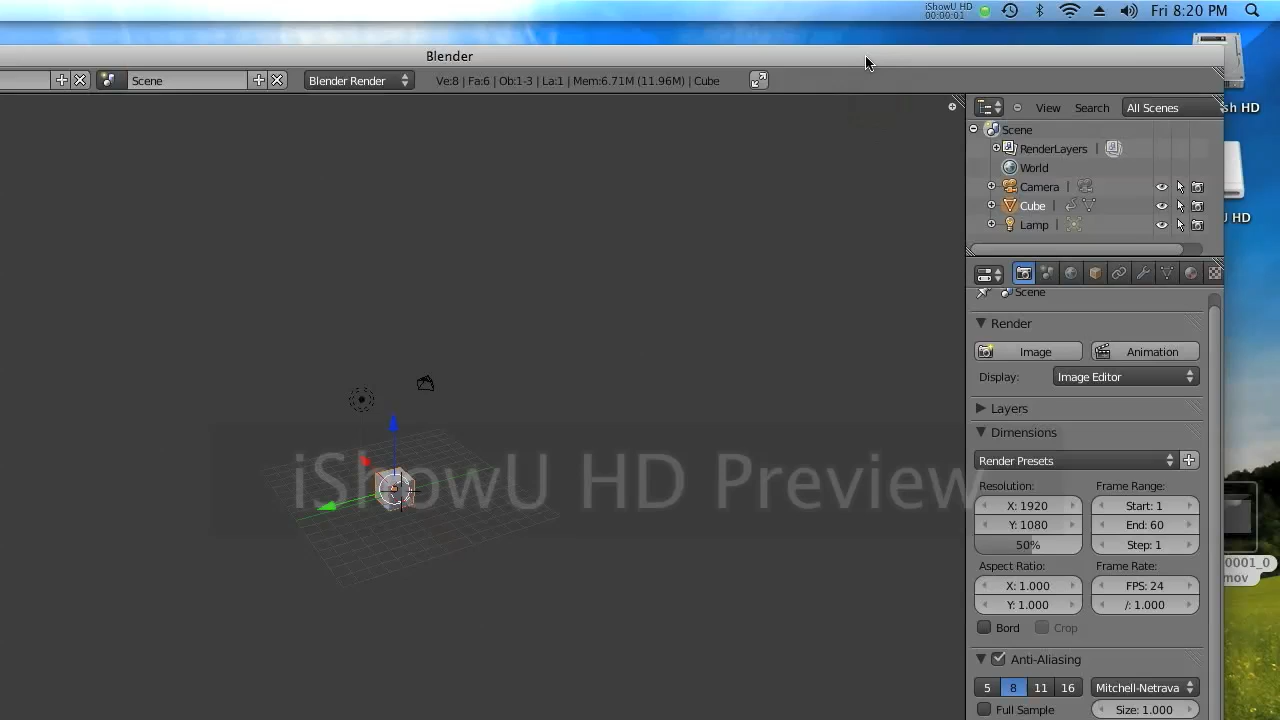 iShowU HD
00:00:01
Fri 8:20 PM
Blender
Scene
Blender Render
Ve:8 | Fa:6 | Ob:1-3 | La:1 | Mem:6.71M (11.96M) | Cube
View Search All Scenes
sh HD
Scene
RenderLayers |
World
Camera |
Cube |
Lamp |
U HD
Scene
Render
Image Animation
Display: Image Editor
Layers
Dimensions
Render Presets
iShowU HD Preview
Resolution: Frame Range:
X: 1920 Start: 1
Y: 1080 End: 60
50% Step: 1
Aspect Ratio: Frame Rate:
X: 1.000 FPS: 24
Y: 1.000 /: 1.000
Bord Crop
0001_0
mov
Anti-Aliasing
5 8 11 16 Mitchell-Netrava
Full Sample Size: 1.000